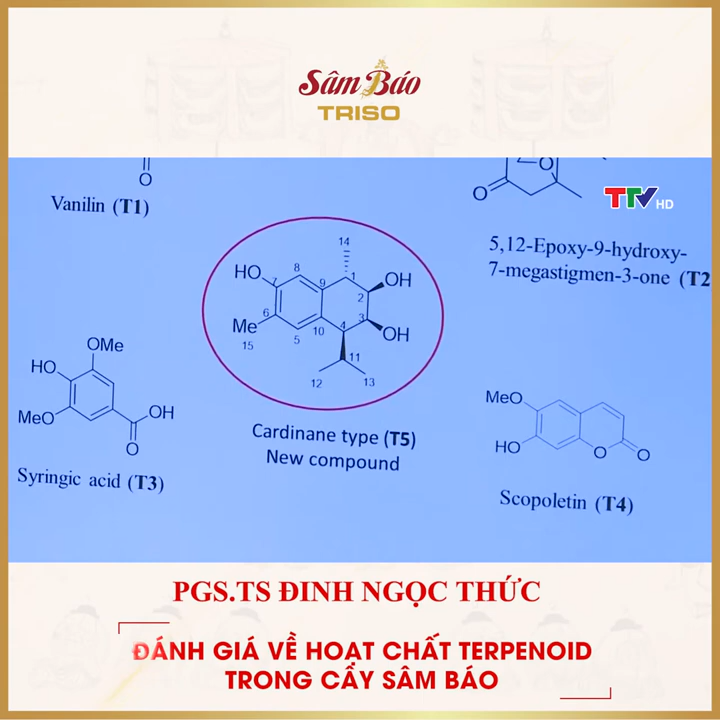 Sâm Báo
TRISO
O
Vanilin (T1)
O
O
TTV HD
5,12-Epoxy-9-hydroxy-
7-megastigmen-3-one (T2
14
HO
7
8
9
1
OH
2
6
3
Me
15
5
10
4
OH
11
12
13
Cardinane type (T5)
New compound
OMe
HO
MeO
OH
O
Syringic acid (T3)
MeO
HO
O
O
Scopoletin (T4)
PGS.TS ĐINH NGỌC THỨC
ĐÁNH GIÁ VỀ HOẠT CHẤT TERPENOID
TRONG CÂY SÂM BÁO